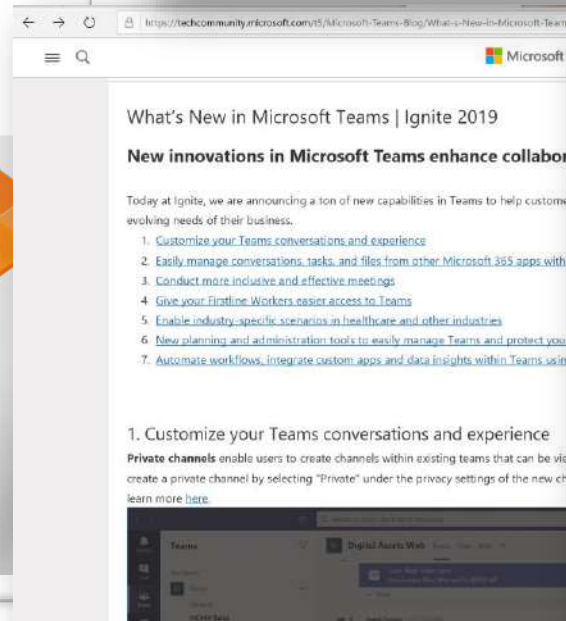 https://techcommunity.microsoft.com/t5/Microsoft-Teams-Blog/What-s-New-in-Microsoft-Team
Microsoft
What's New in Microsoft Teams | Ignite 2019
New innovations in Microsoft Teams enhance collabor
Today at Ignite, we are announcing a ton of new capabilities in Teams to help custome
evolving needs of their business.
1. Customize your Teams conversations and experience
2. Easily manage conversations, tasks, and files from other Microsoft 365 apps with
3. Conduct more inclusive and effective meetings
4. Give your Firstline Workers easier access to Teams
5. Enable industry-specific scenarios in healthcare and other industries
6. New planning and administration tools to easily manage Teams and protect you
7. Automate workflows, integrate custom apps and data insights within Teams usin
1. Customize your Teams conversations and experience
Private channels enable users to create channels within existing teams that can be vie
create a private channel by selecting "Private" under the privacy settings of the new ch
learn more here.
Teams
Digital Assets Web